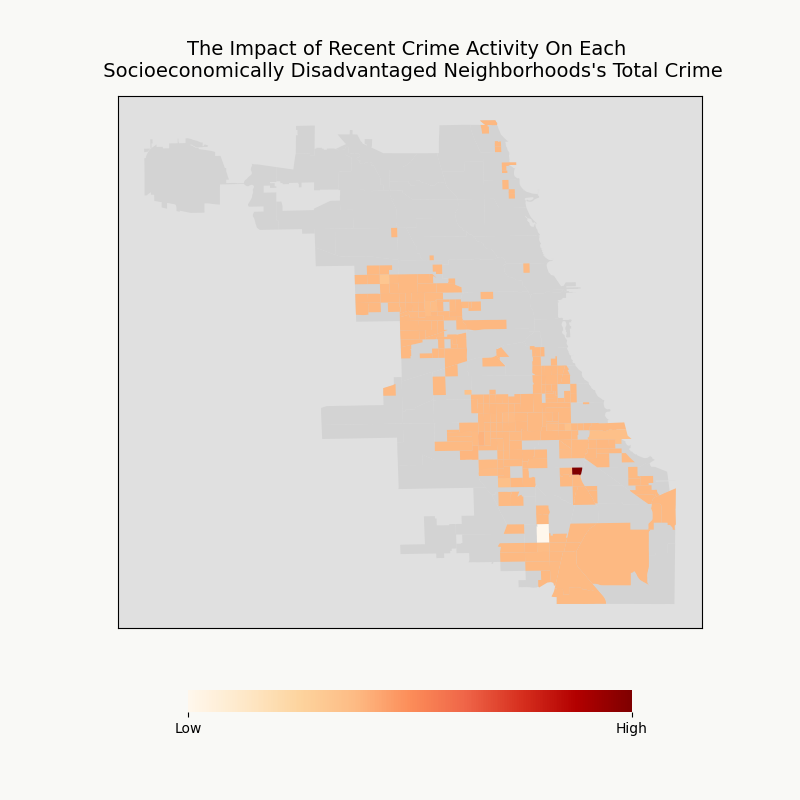 The Impact of Recent Crime Activity On Each
Socioeconomically Disadvantaged Neighborhoods's Total Crime
Low
High